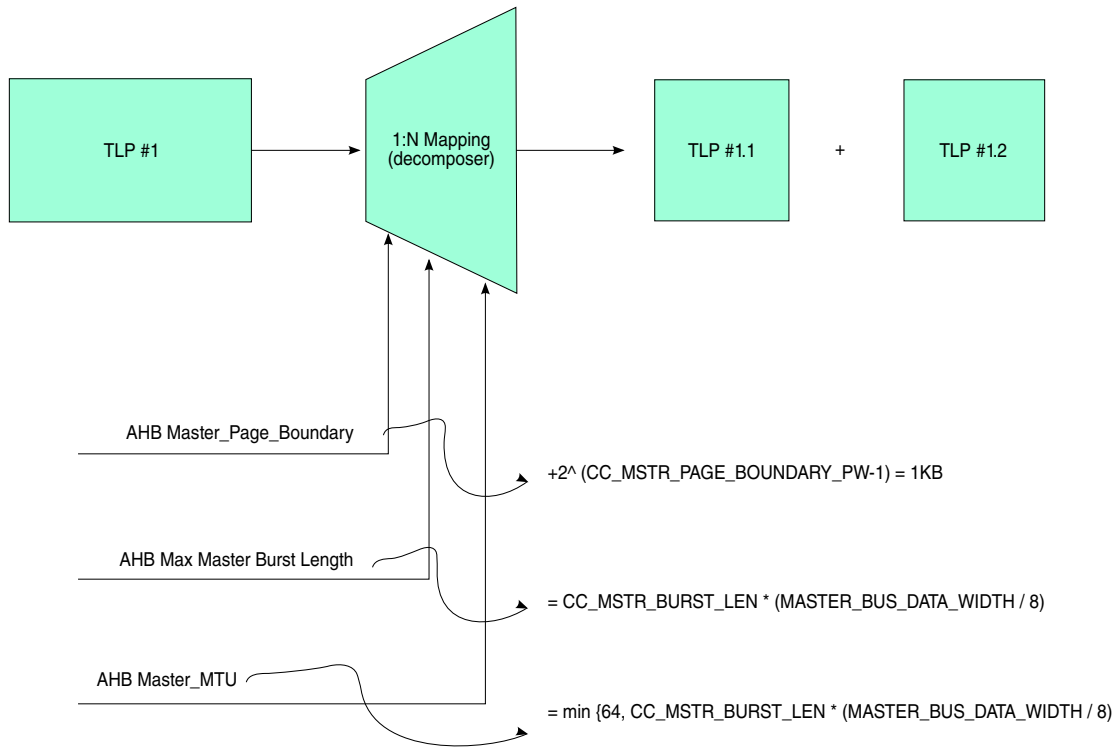 TLP #1
1:N Mapping
(decomposer)
TLP #1.1
+
TLP #1.2
AHB Master_Page_Boundary
+2^ (CC_MSTR_PAGE_BOUNDARY_PW-1) = 1KB
AHB Max Master Burst Length
= CC_MSTR_BURST_LEN * (MASTER_BUS_DATA_WIDTH / 8)
AHB Master_MTU
= min {64, CC_MSTR_BURST_LEN * (MASTER_BUS_DATA_WIDTH / 8)